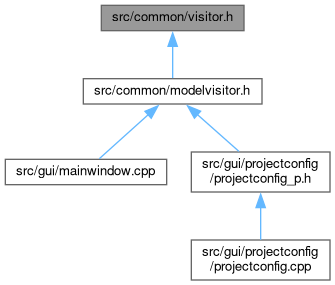 src/common/visitor.h
src/common/modelvisitor.h
src/gui/mainwindow.cpp
src/gui/projectconfig
/projectconfig_p.h
src/gui/projectconfig
/projectconfig.cpp